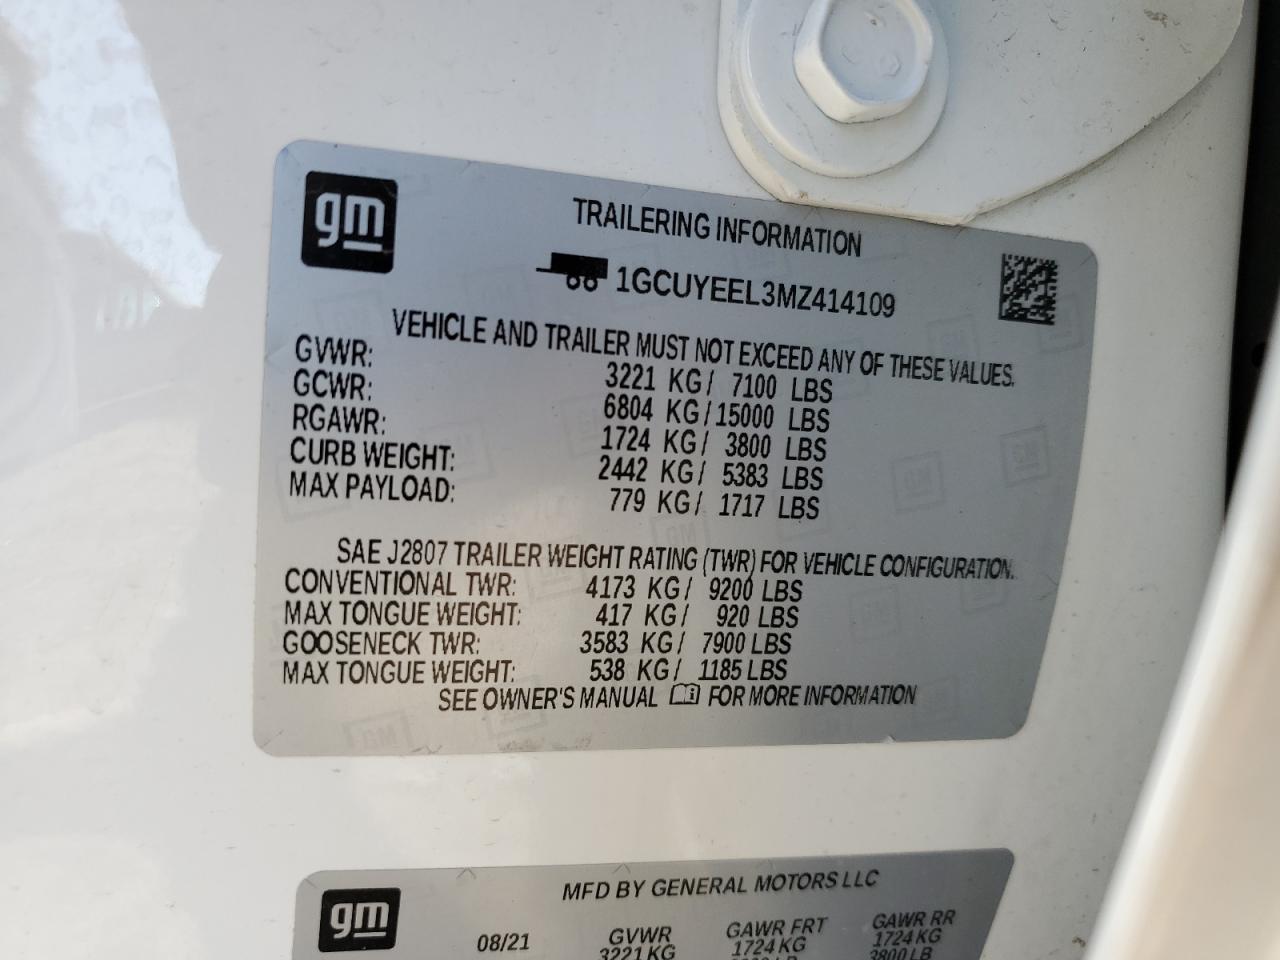 gm
TRAILERING INFORMATION
1GCUYEEL3MZ414109
VEHICLE AND TRAILER MUST NOT EXCEED ANY OF THESE VALUES.
GVWR: 3221 KG/ 7100 LBS
GCWR: 6804 KG/15000 LBS
RGAWR: 1724 KG/ 3800 LBS
CURB WEIGHT: 2442 KG/ 5383 LBS
MAX PAYLOAD: 779 KG/ 1717 LBS
SAE J2807 TRAILER WEIGHT RATING (TWR) FOR VEHICLE CONFIGURATION.
CONVENTIONAL TWR: 4173 KG/ 9200 LBS
MAX TONGUE WEIGHT: 417 KG/ 920 LBS
GOOSENECK TWR: 3583 KG/ 7900 LBS
MAX TONGUE WEIGHT: 538 KG/ 1185 LBS
SEE OWNER'S MANUAL FOR MORE INFORMATION
gm
MFD BY GENERAL MOTORS LLC
08/21 GVWR GAWR FRT GAWR RR
3221 KG 1724 KG 1724 KG
3800 LB